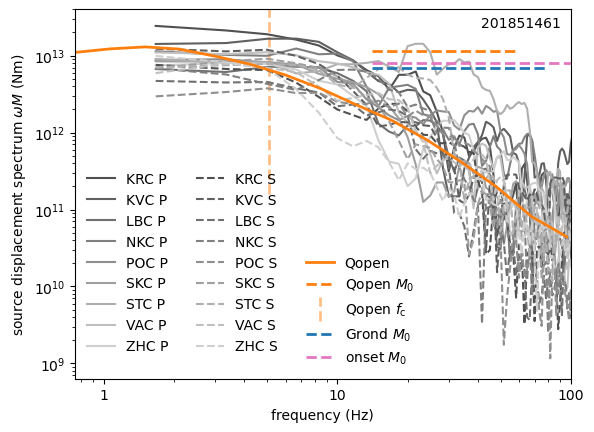 201851461
source displacement spectrum ωM (Nm)
10¹³
10¹²
10¹¹
10¹⁰
10⁹
KRC P
KVC P
LBC P
NKC P
POC P
SKC P
STC P
VAC P
ZHC P
KRC S
KVC S
LBC S
NKC S
POC S
SKC S
STC S
VAC S
ZHC S
Qopen
Qopen M₀
Qopen f_c
Grond M₀
onset M₀
1
10
100
frequency (Hz)